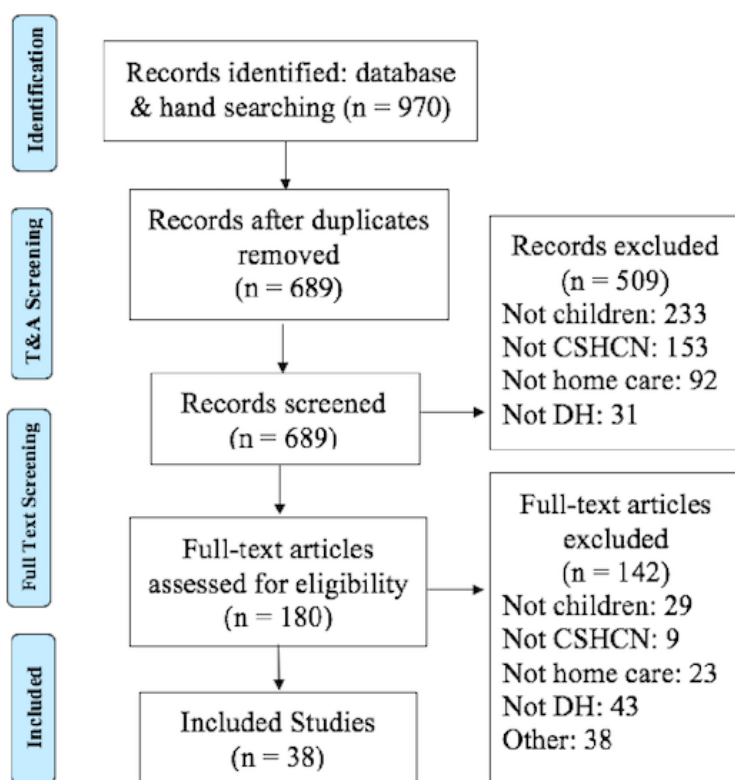 Identification
Records identified: database
& hand searching (n = 970)
T&A Screening
Records after duplicates
removed
(n = 689)
Records excluded
(n = 509)
Not children: 233
Not CSHCN: 153
Not home care: 92
Not DH: 31
Records screened
(n = 689)
Full Text Screening
Full-text articles
assessed for eligibility
(n = 180)
Full-text articles
excluded
(n = 142)
Not children: 29
Not CSHCN: 9
Not home care: 23
Not DH: 43
Other: 38
Included
Included Studies
(n = 38)